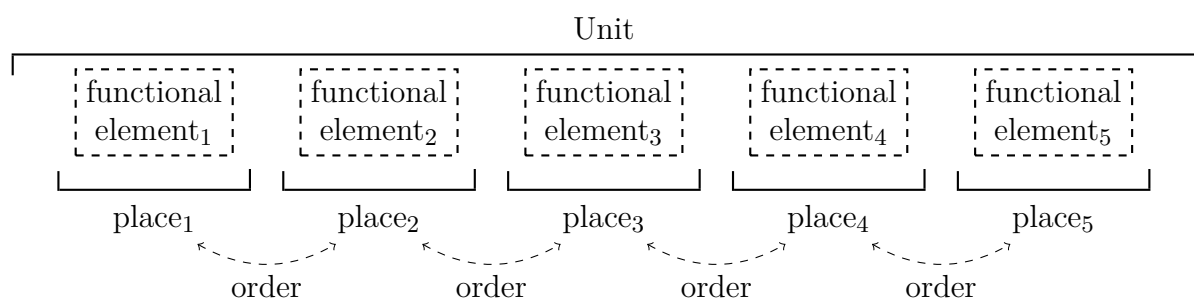 Unit
functional functional functional functional functional
element₁ element₂ element₃ element₄ element₅
place₁ place₂ place₃ place₄ place₅
order order order order